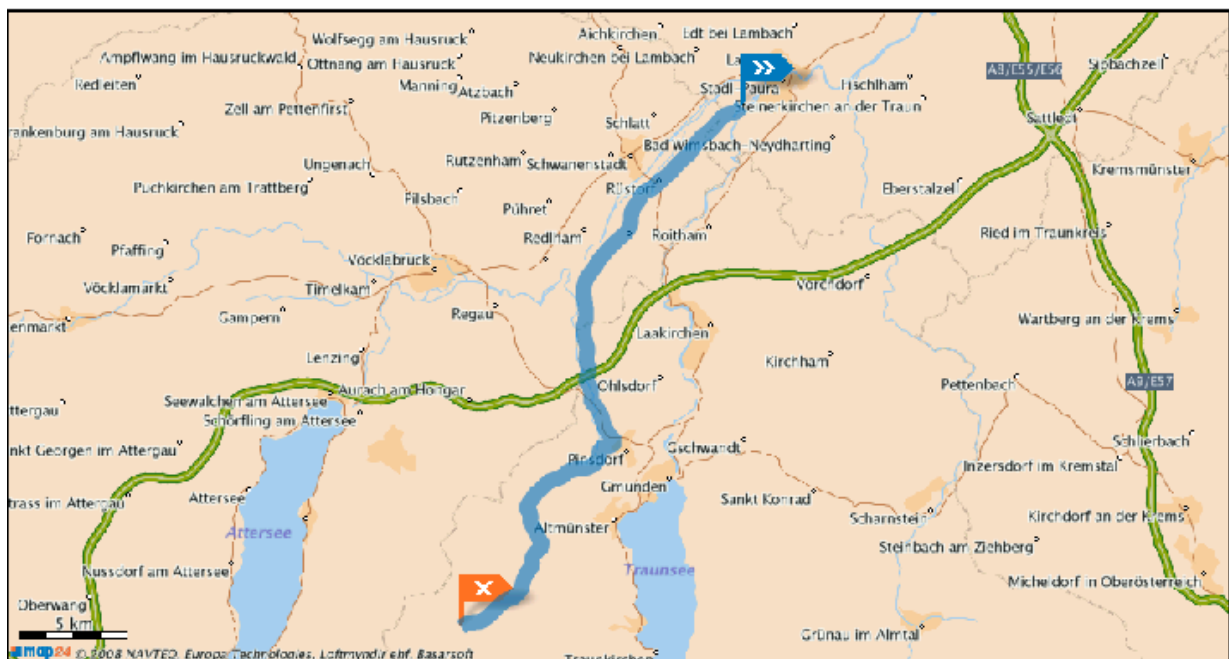 Aichkirchen
Edt bei Lambach
Wolfsegg am Hausruck
Ampflwang im Hausruckwald
Ottnang am Hausruck
Neukirchen bei Lambach
A8/E55/E56
Sipbachzell
Redleiten
Manning
Atzbach
Stadl-Paura
Fischlham
Zell am Pettenfirst
Pitzenberg
Steinerkirchen an der Traun
Sattledt
rankenburg am Hausruck
Schlatt
Bad Wimsbach-Neydharting
Ungenach
Rutzenham
Schwanenstadt
Kremsmünster
Puchkirchen am Trattberg
Pilsbach
Rüstorf
Eberstalzell
Pühret
Fornach
Pfaffing
Redlham
Roitham
Ried im Traunkreis
Vöcklabruck
Vöcklamarkt
Timelkam
Vorchdorf
enmarkt
Gampern
Regau
Laakirchen
Wartberg an der Krems
Lenzing
Kirchham
Aurach am Hongar
Ohlsdorf
Pettenbach
A9/E57
ttergau
Seewalchen am Attersee
Schörfling am Attersee
nkt Georgen im Attergau
Pinsdorf
Gschwandt
Schlierbach
Inzersdorf im Kremstal
Strass im Attergau
Attersee
Gmunden
Sankt Konrad
Scharnstein
Kirchdorf an der Krems
Attersee
Altmünster
Steinbach am Ziehberg
Nussdorf am Attersee
Traunsee
Micheldorf in Oberösterreich
Oberwang
5 km
Grünau im Almtal
map24 © 2008 NAVTEQ, Europa Technologies, Loftmyndir ehf, Basarsoft
Traunkirchen